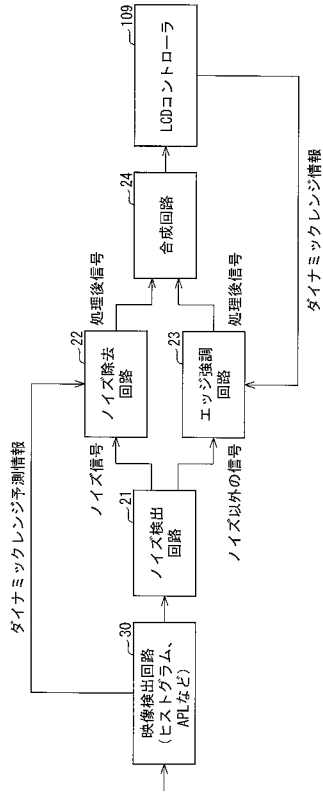 ダイナミックレンジ予測情報
30
映像検出回路
(ヒストグラム、
APLなど)
21
ノイズ検出
回路
ノイズ信号
ノイズ以外の信号
22
ノイズ除去
回路
23
エッジ強調
回路
処理後信号
処理後信号
24
合成回路
109
LCDコントローラ
ダイナミックレンジ情報